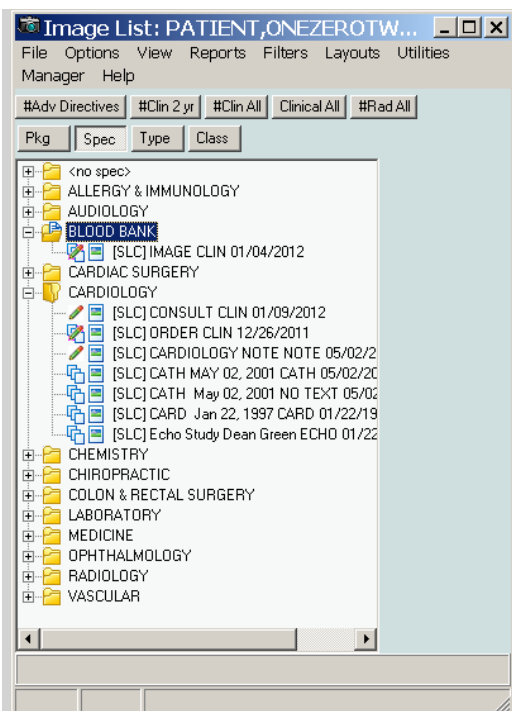 Image List: PATIENT,ONEZEROTW...
File Options View Reports Filters Layouts Utilities
Manager Help
#Adv Directives #Clin 2 yr #Clin All Clinical All #Rad All
Pkg Spec Type Class
<no spec>
ALLERGY & IMMUNOLOGY
AUDIOLOGY
BLOOD BANK
[SLC] IMAGE CLIN 01/04/2012
CARDIAC SURGERY
CARDIOLOGY
[SLC] CONSULT CLIN 01/09/2012
[SLC] ORDER CLIN 12/26/2011
[SLC] CARDIOLOGY NOTE NOTE 05/02/2
[SLC] CATH MAY 02, 2001 CATH 05/02/20
[SLC] CATH May 02, 2001 NO TEXT 05/02
[SLC] CARD Jan 22, 1997 CARD 01/22/19
[SLC] Echo Study Dean Green ECHO 01/22
CHEMISTRY
CHIROPRACTIC
COLON & RECTAL SURGERY
LABORATORY
MEDICINE
OPHTHALMOLOGY
RADIOLOGY
VASCULAR